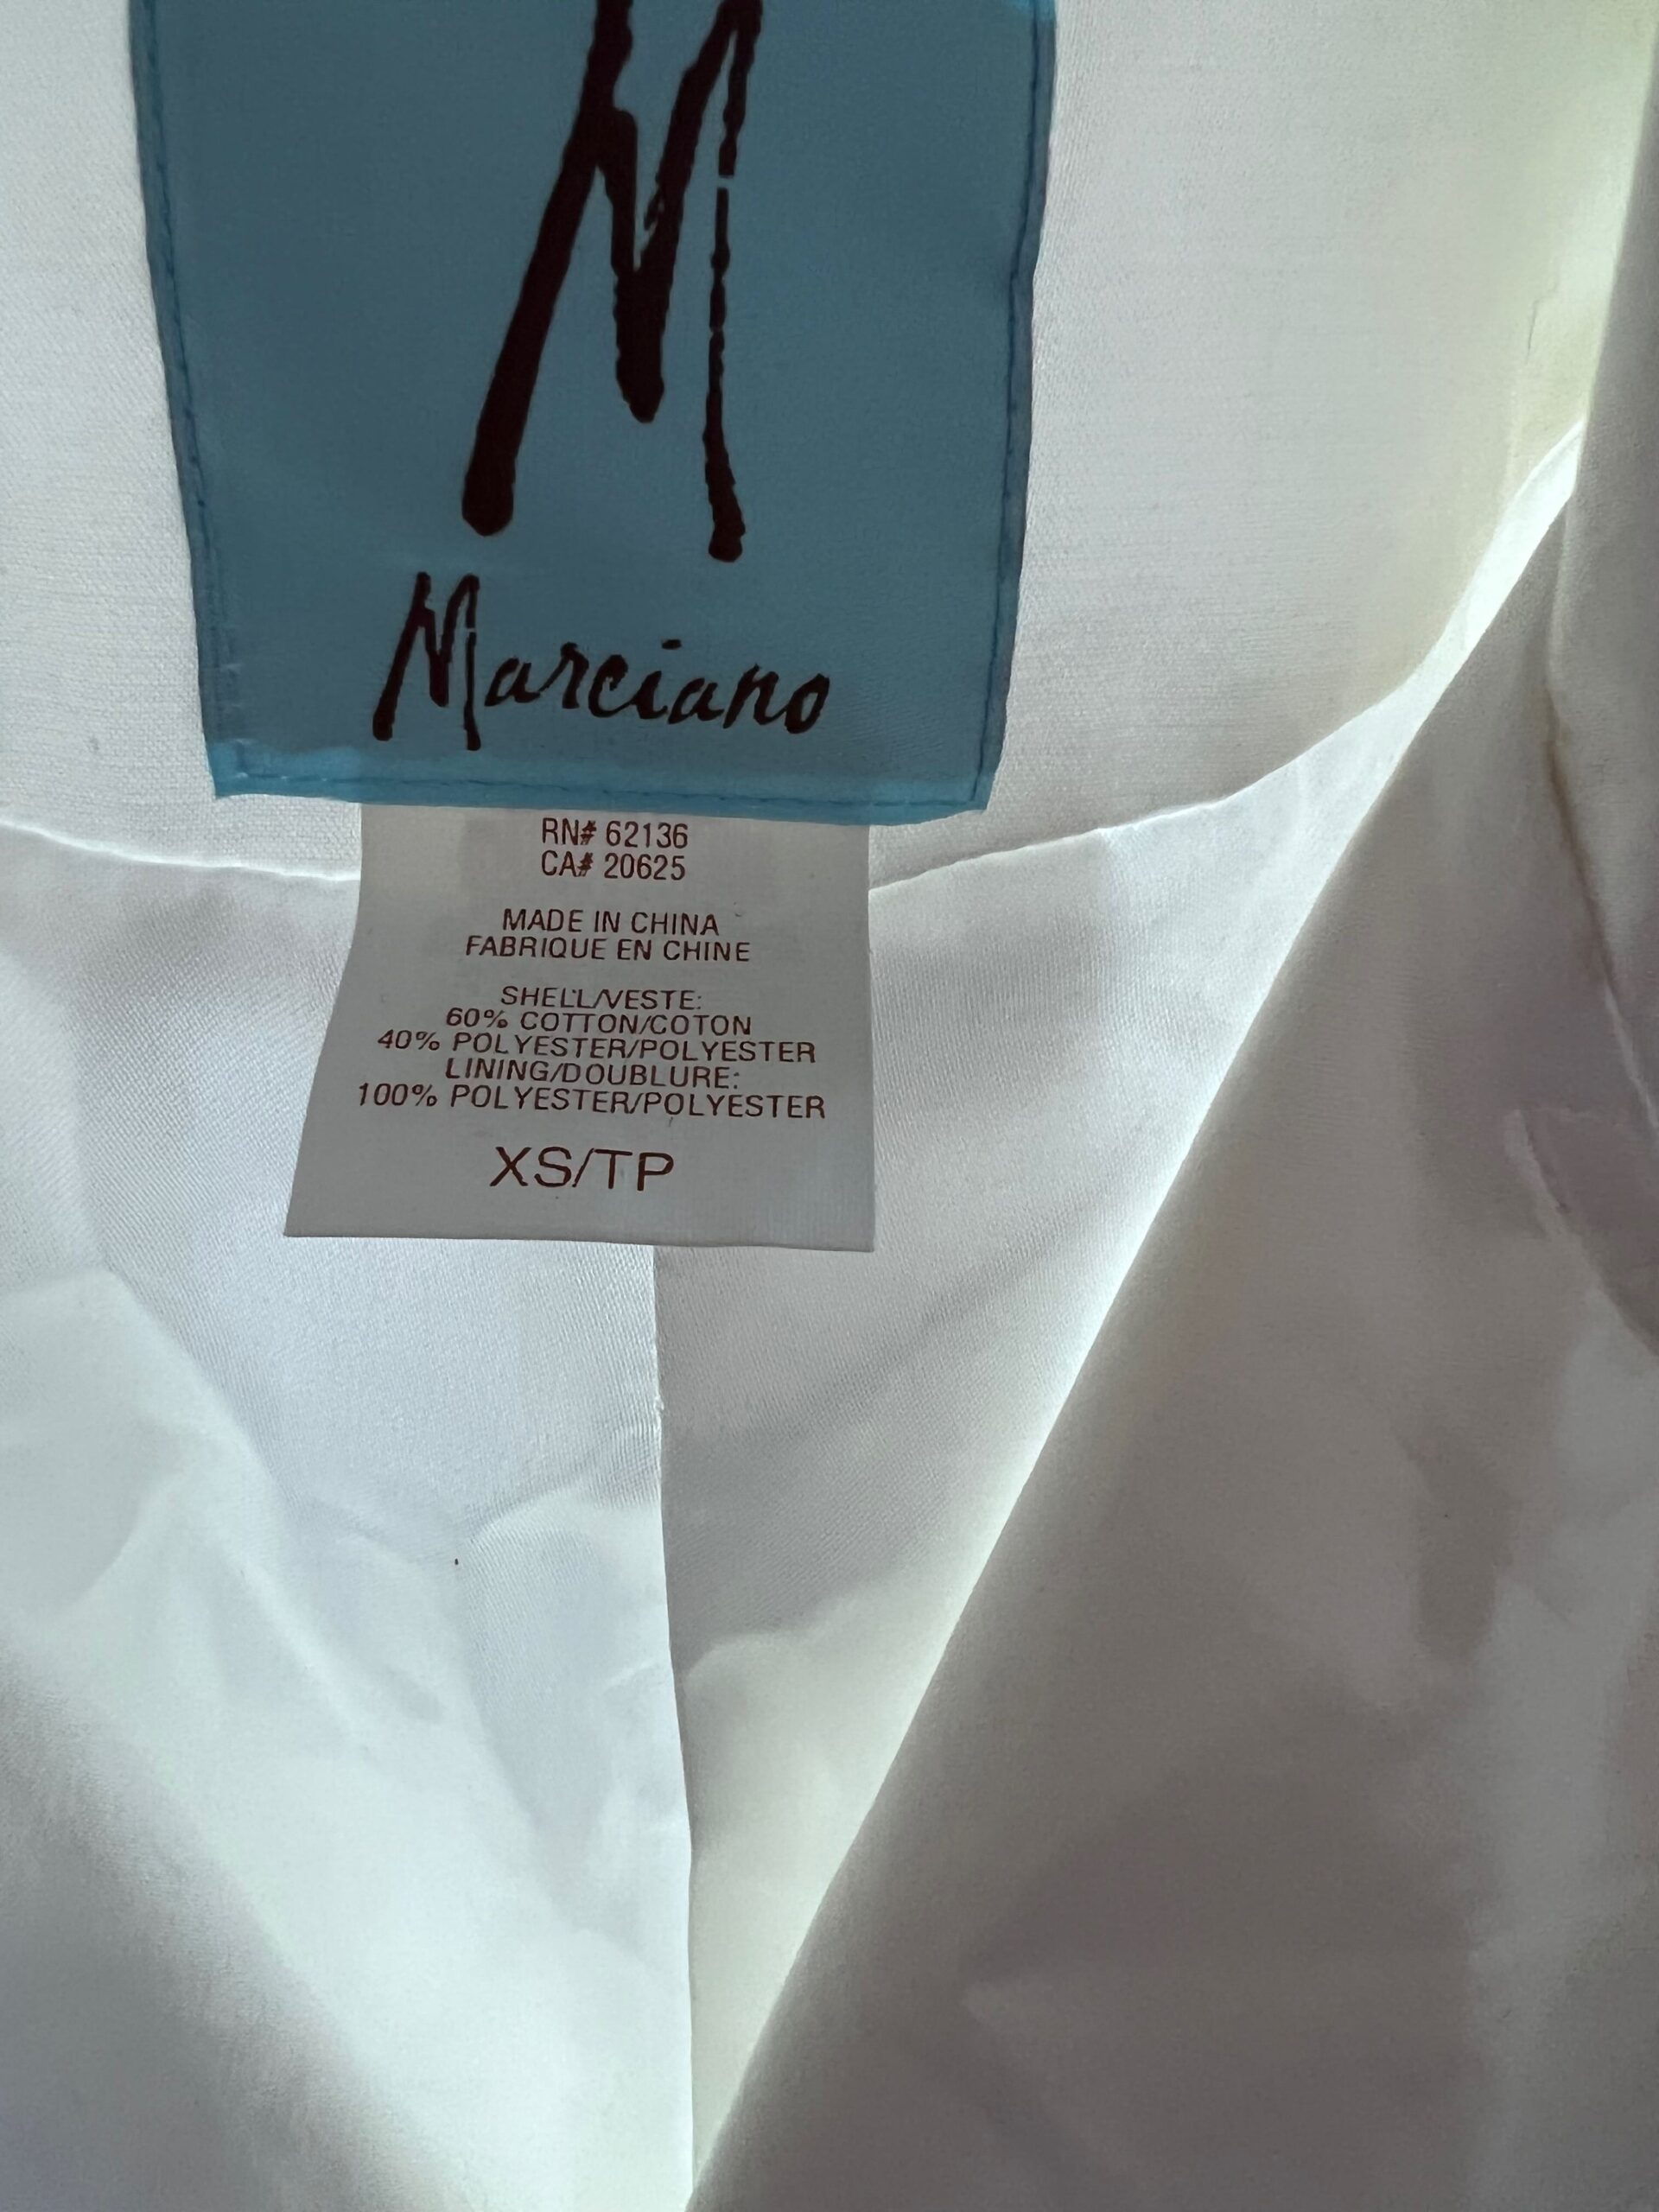 M
Marciano
RN# 62136
CA# 20625
MADE IN CHINA
FABRIQUE EN CHINE
SHELL/VESTE:
60% COTTON/COTON
40% POLYESTER/POLYESTER
LINING/DOUBLURE:
100% POLYESTER/POLYESTER
XS/TP